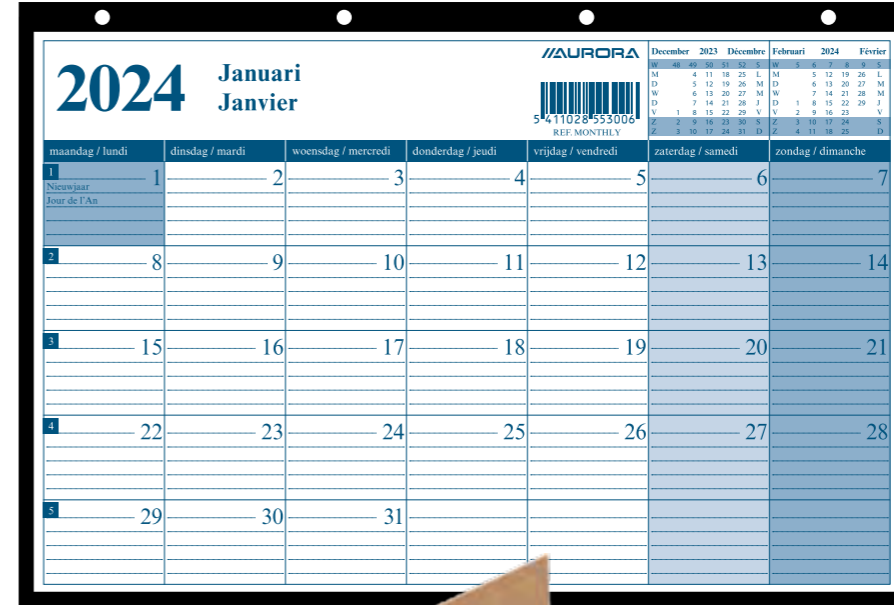 2024
Januari
Janvier
AURORA
5 411028 553006
REF. MONTHLY
December 2023 Décembre
W 48 49 50 51 52 S
M 4 11 18 25 L
D 5 12 19 26 M
W 6 13 20 27 M
D 7 14 21 28 J
V 1 8 15 22 29 V
Z 2 9 16 23 30 S
Z 3 10 17 24 31 D
Februari 2024 Février
W 5 6 7 8 9 S
M 5 12 19 26 L
D 6 13 20 27 M
W 7 14 21 28 M
D 1 8 15 22 29 J
V 2 9 16 23 V
Z 3 10 17 24 S
Z 4 11 18 25 D
maandag / lundi dinsdag / mardi woensdag / mercredi donderdag / jeudi vrijdag / vendredi zaterdag / samedi zondag / dimanche
1 1 2 3 4 5 6 7
Nieuwjaar
Jour de l'An
2 8 9 10 11 12 13 14
3 15 16 17 18 19 20 21
4 22 23 24 25 26 27 28
5 29 30 31